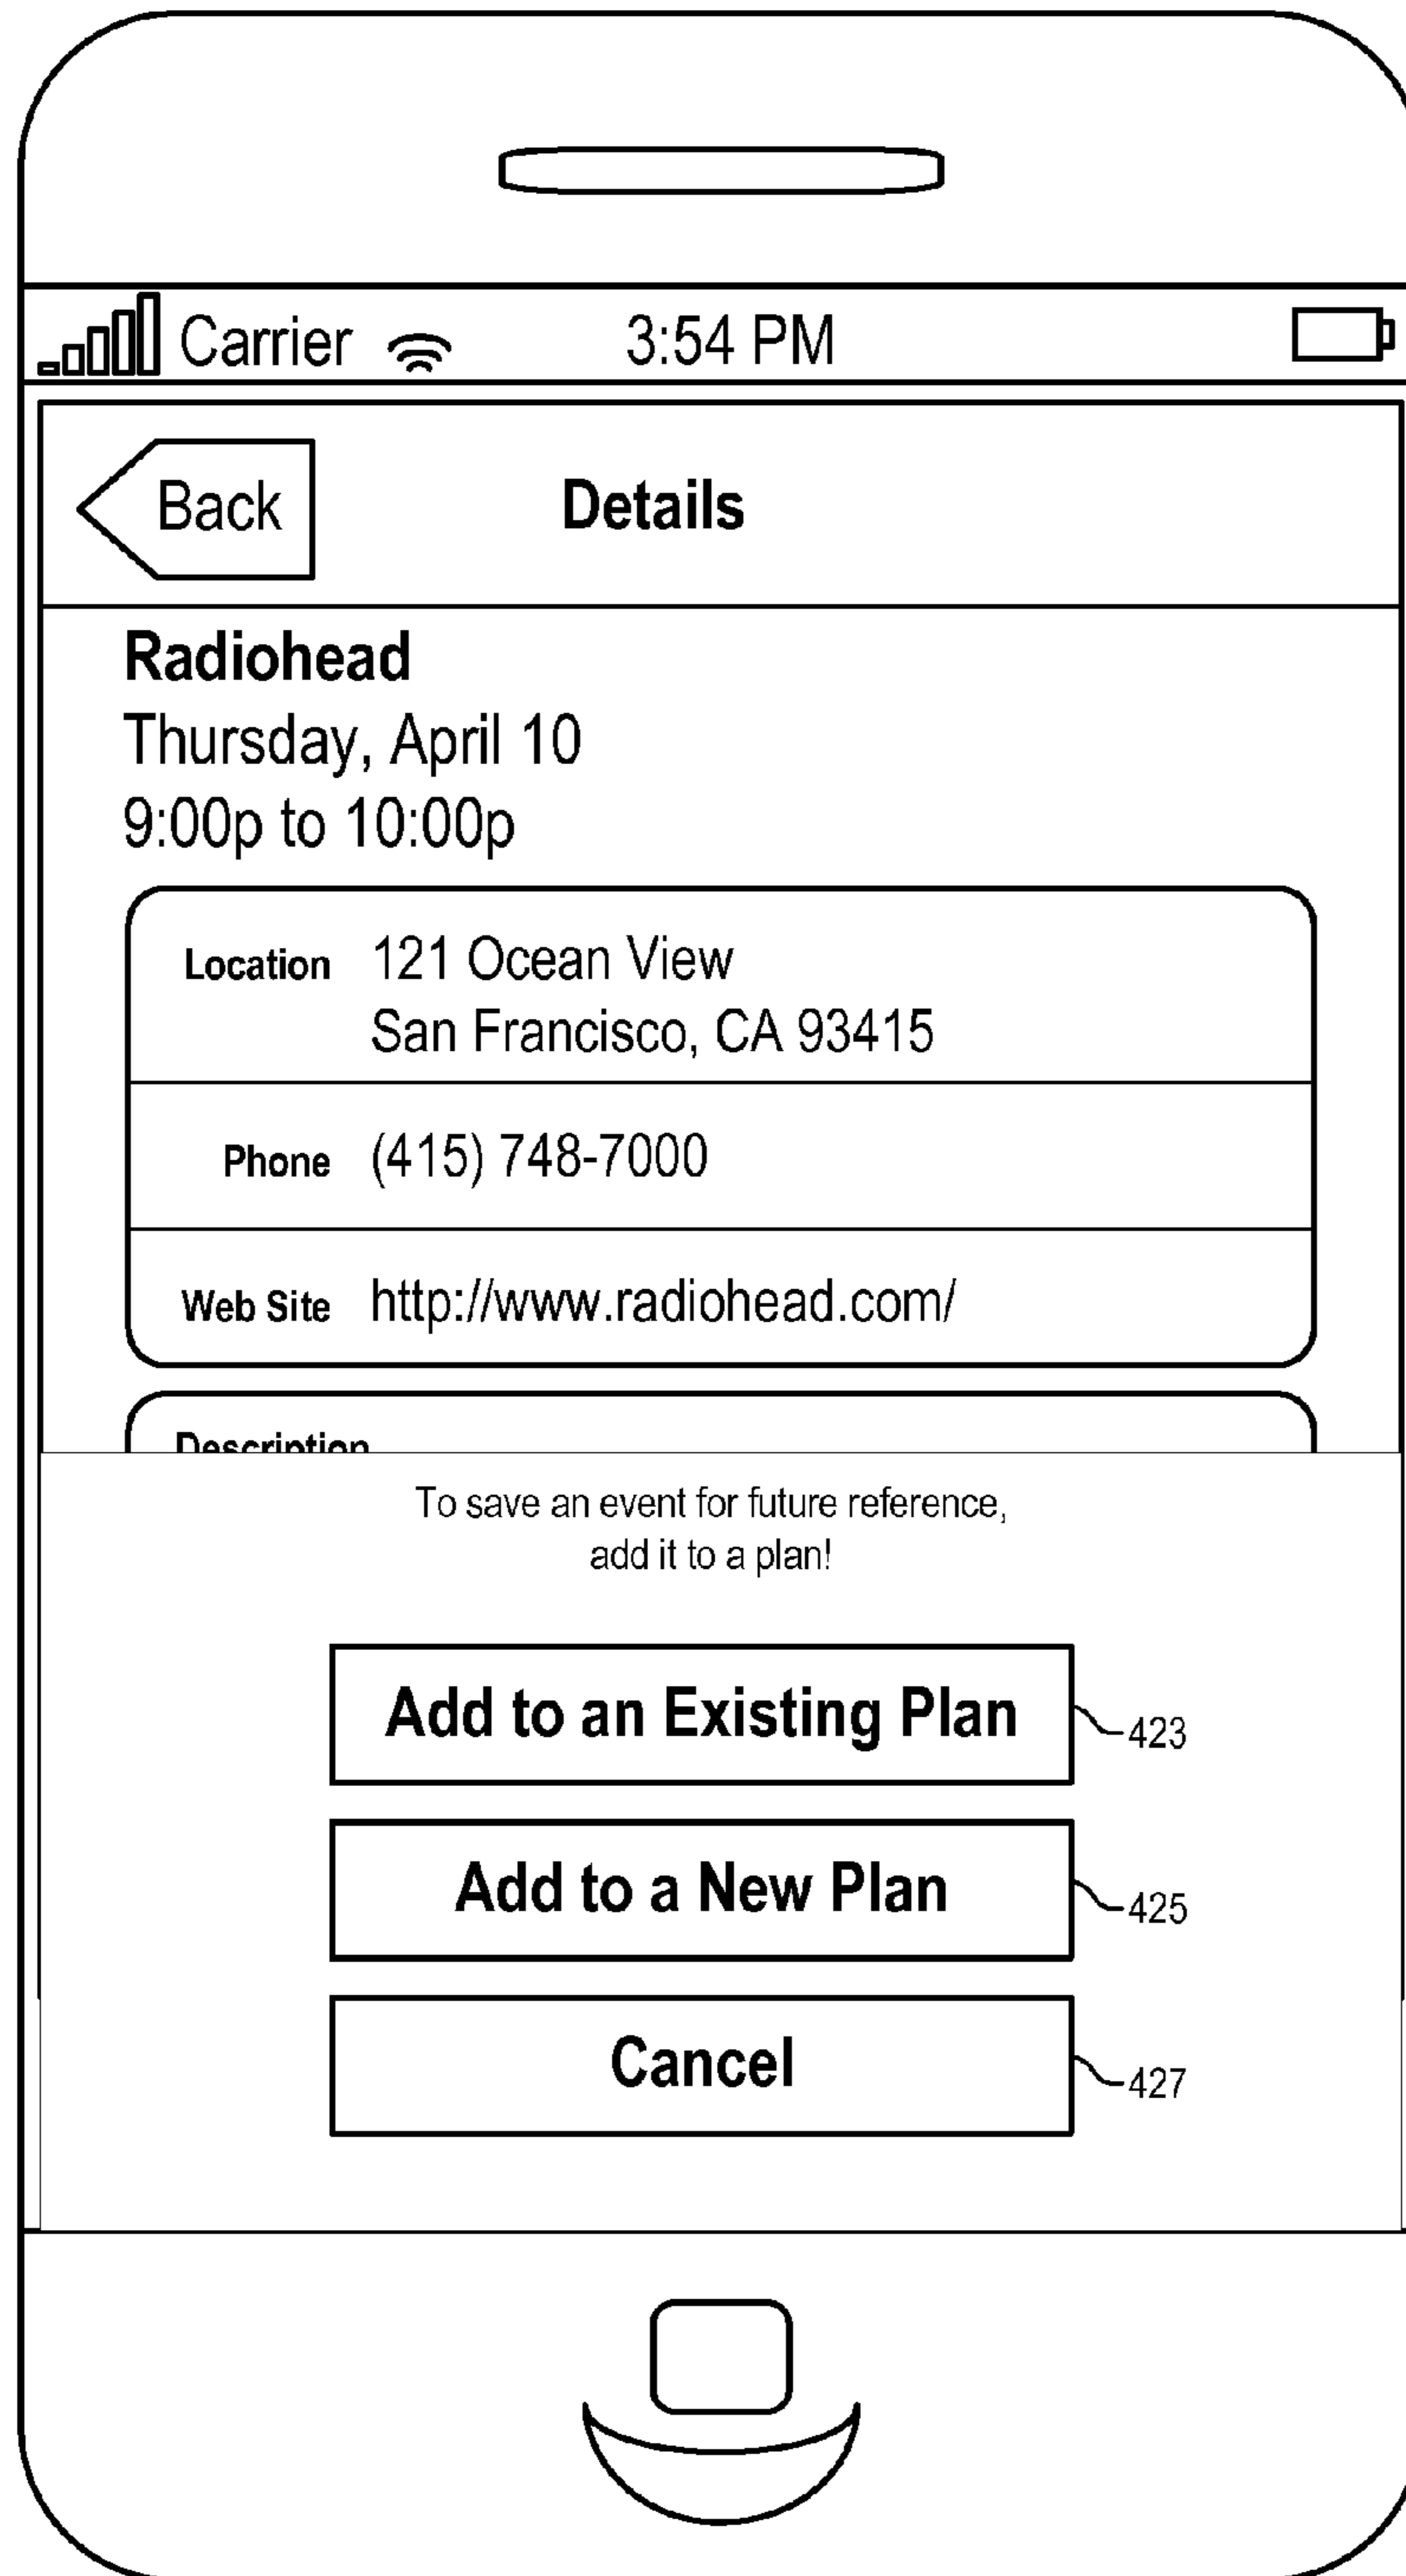 Carrier 3:54 PM
Back Details
Radiohead
Thursday, April 10
9:00p to 10:00p
Location 121 Ocean View
San Francisco, CA 93415
Phone (415) 748-7000
Web Site http://www.radiohead.com/
Description
To save an event for future reference,
add it to a plan!
Add to an Existing Plan 423
Add to a New Plan 425
Cancel 427